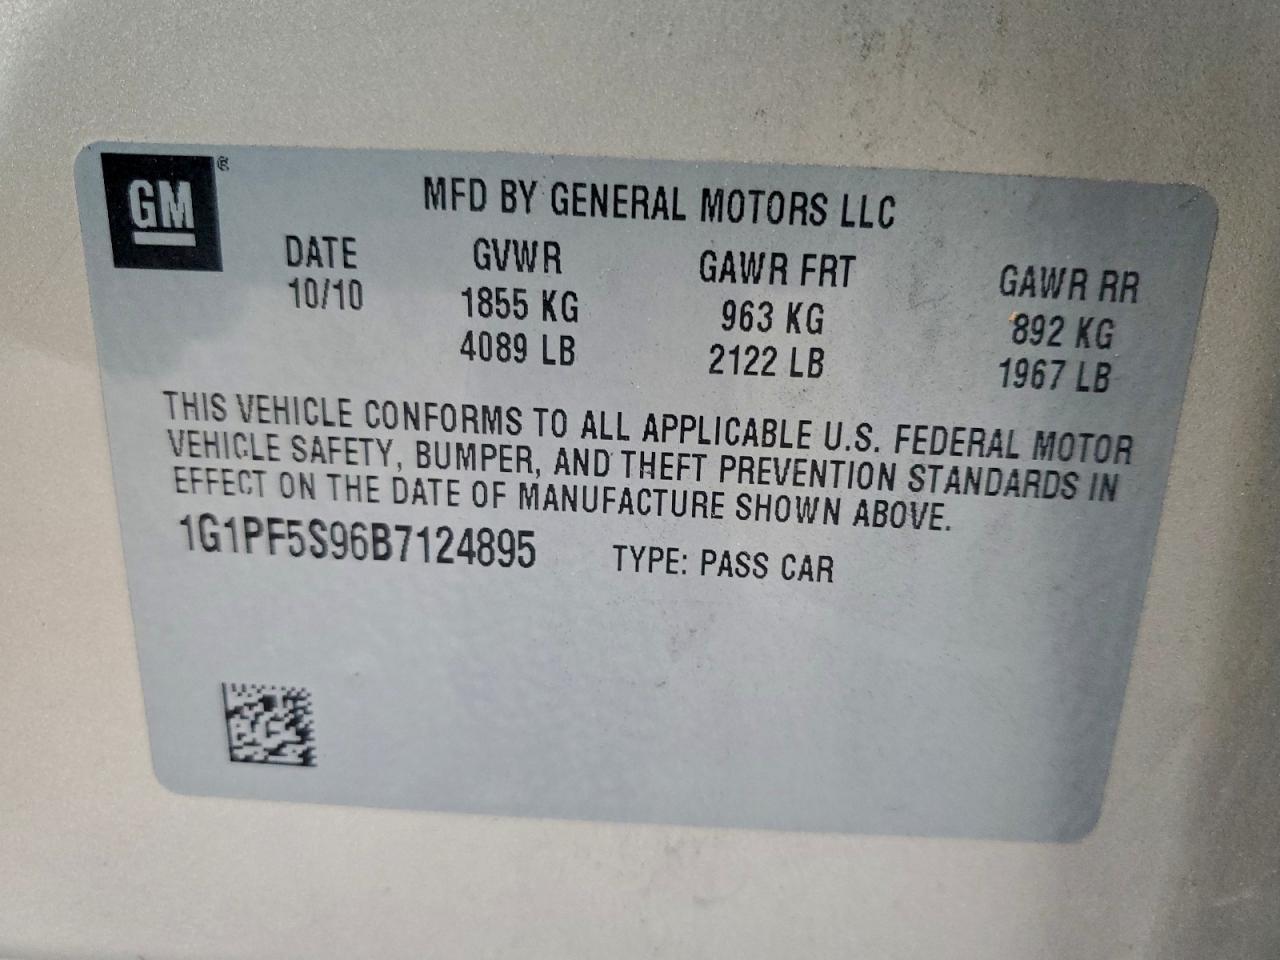 GM ®
MFD BY GENERAL MOTORS LLC
DATE GVWR GAWR FRT GAWR RR
10/10 1855 KG 963 KG 892 KG
4089 LB 2122 LB 1967 LB
THIS VEHICLE CONFORMS TO ALL APPLICABLE U.S. FEDERAL MOTOR
VEHICLE SAFETY, BUMPER, AND THEFT PREVENTION STANDARDS IN
EFFECT ON THE DATE OF MANUFACTURE SHOWN ABOVE.
1G1PF5S96B7124895 TYPE: PASS CAR